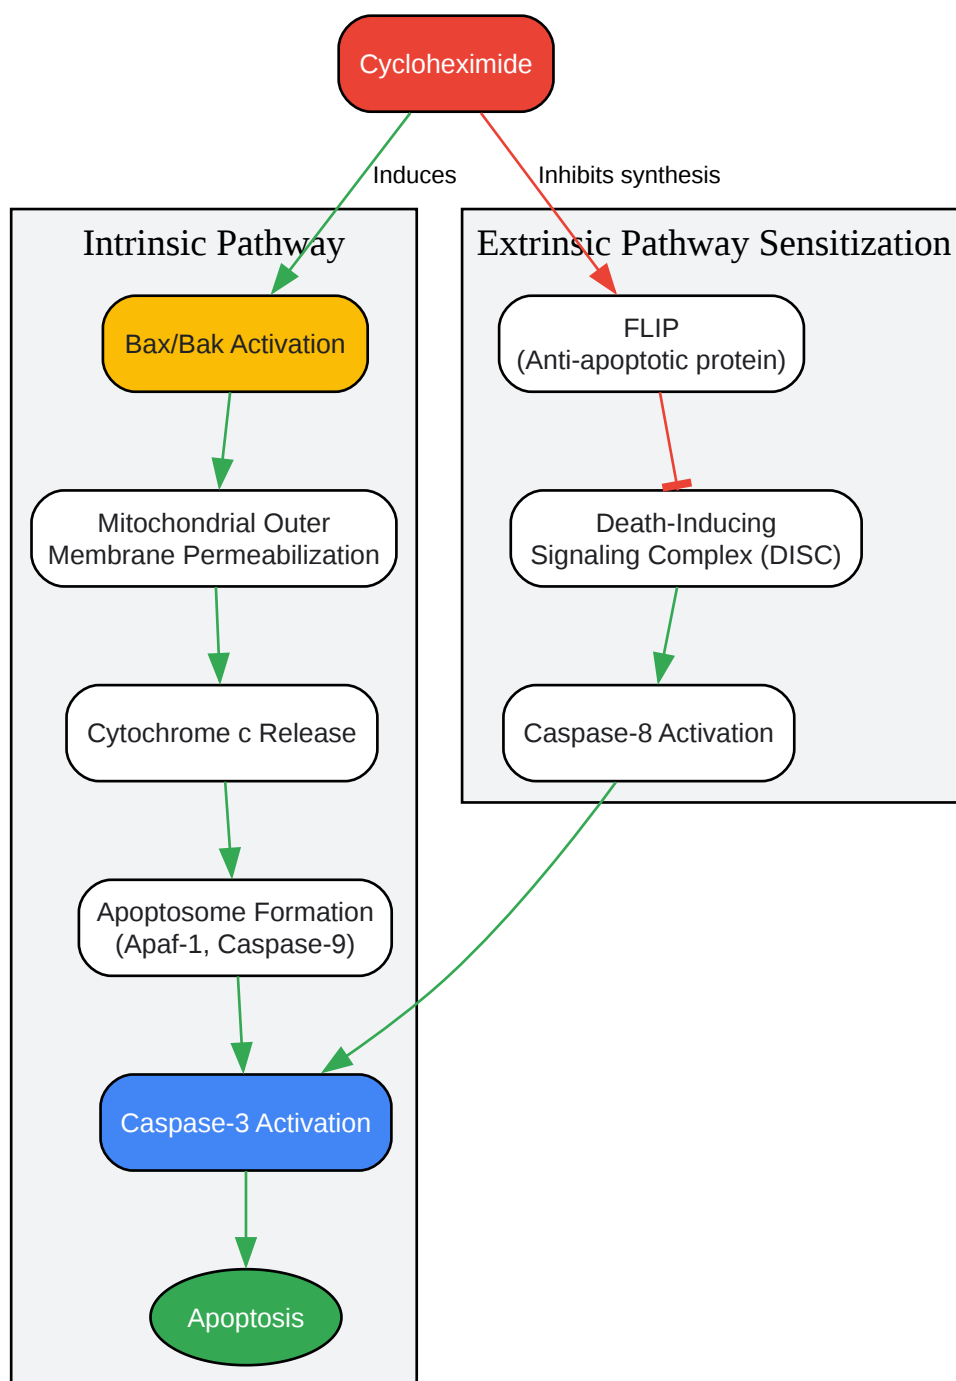 Cycloheximide
Induces
Inhibits synthesis
Intrinsic Pathway
Extrinsic Pathway Sensitization
Bax/Bak Activation
FLIP
(Anti-apoptotic protein)
Mitochondrial Outer
Membrane Permeabilization
Death-Inducing
Signaling Complex (DISC)
Cytochrome c Release
Caspase-8 Activation
Apoptosome Formation
(Apaf-1, Caspase-9)
Caspase-3 Activation
Apoptosis